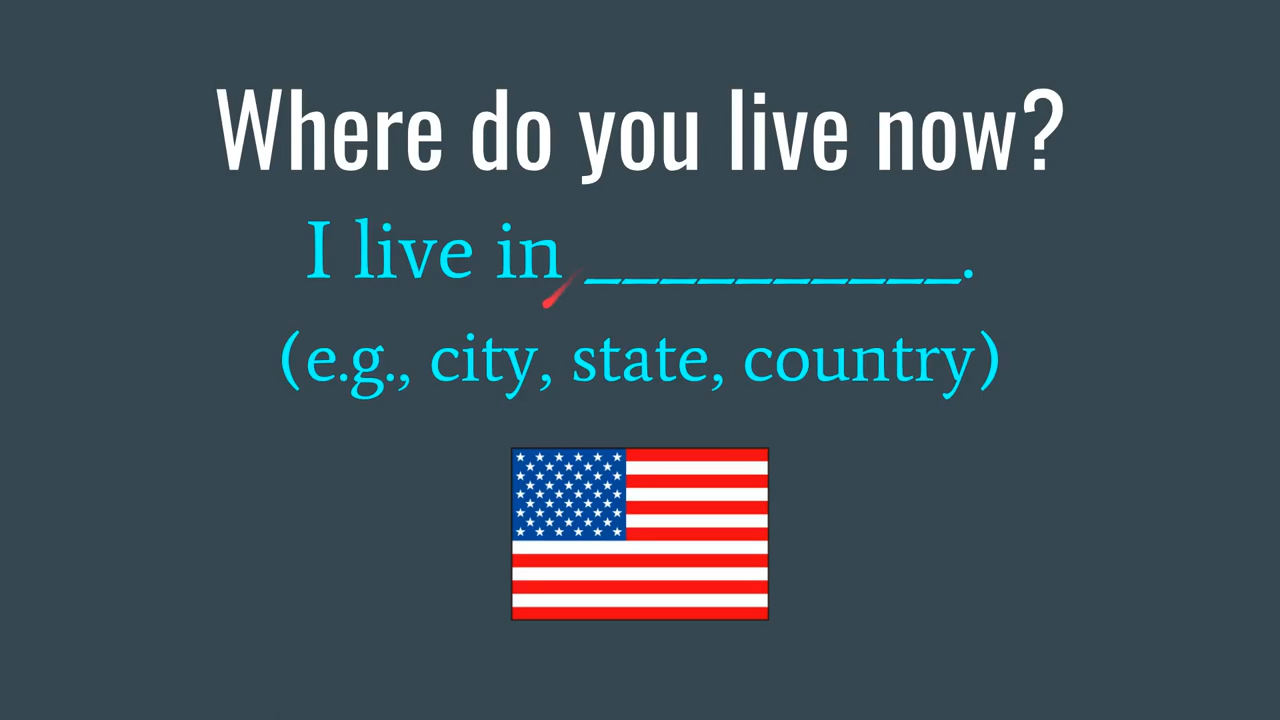 Where do you live now?
I live in __________.
(e.g., city, state, country)